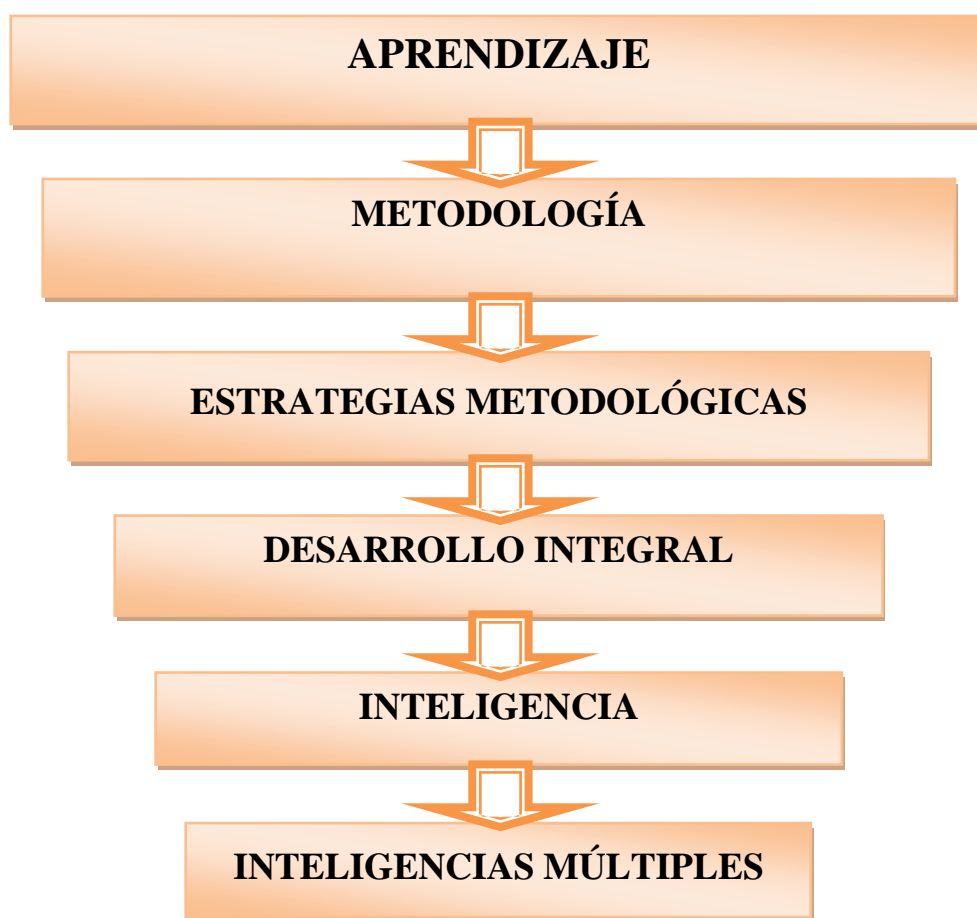 APRENDIZAJE
METODOLOGÍA
ESTRATEGIAS METODOLÓGICAS
DESARROLLO INTEGRAL
INTELIGENCIA
INTELIGENCIAS MÚLTIPLES